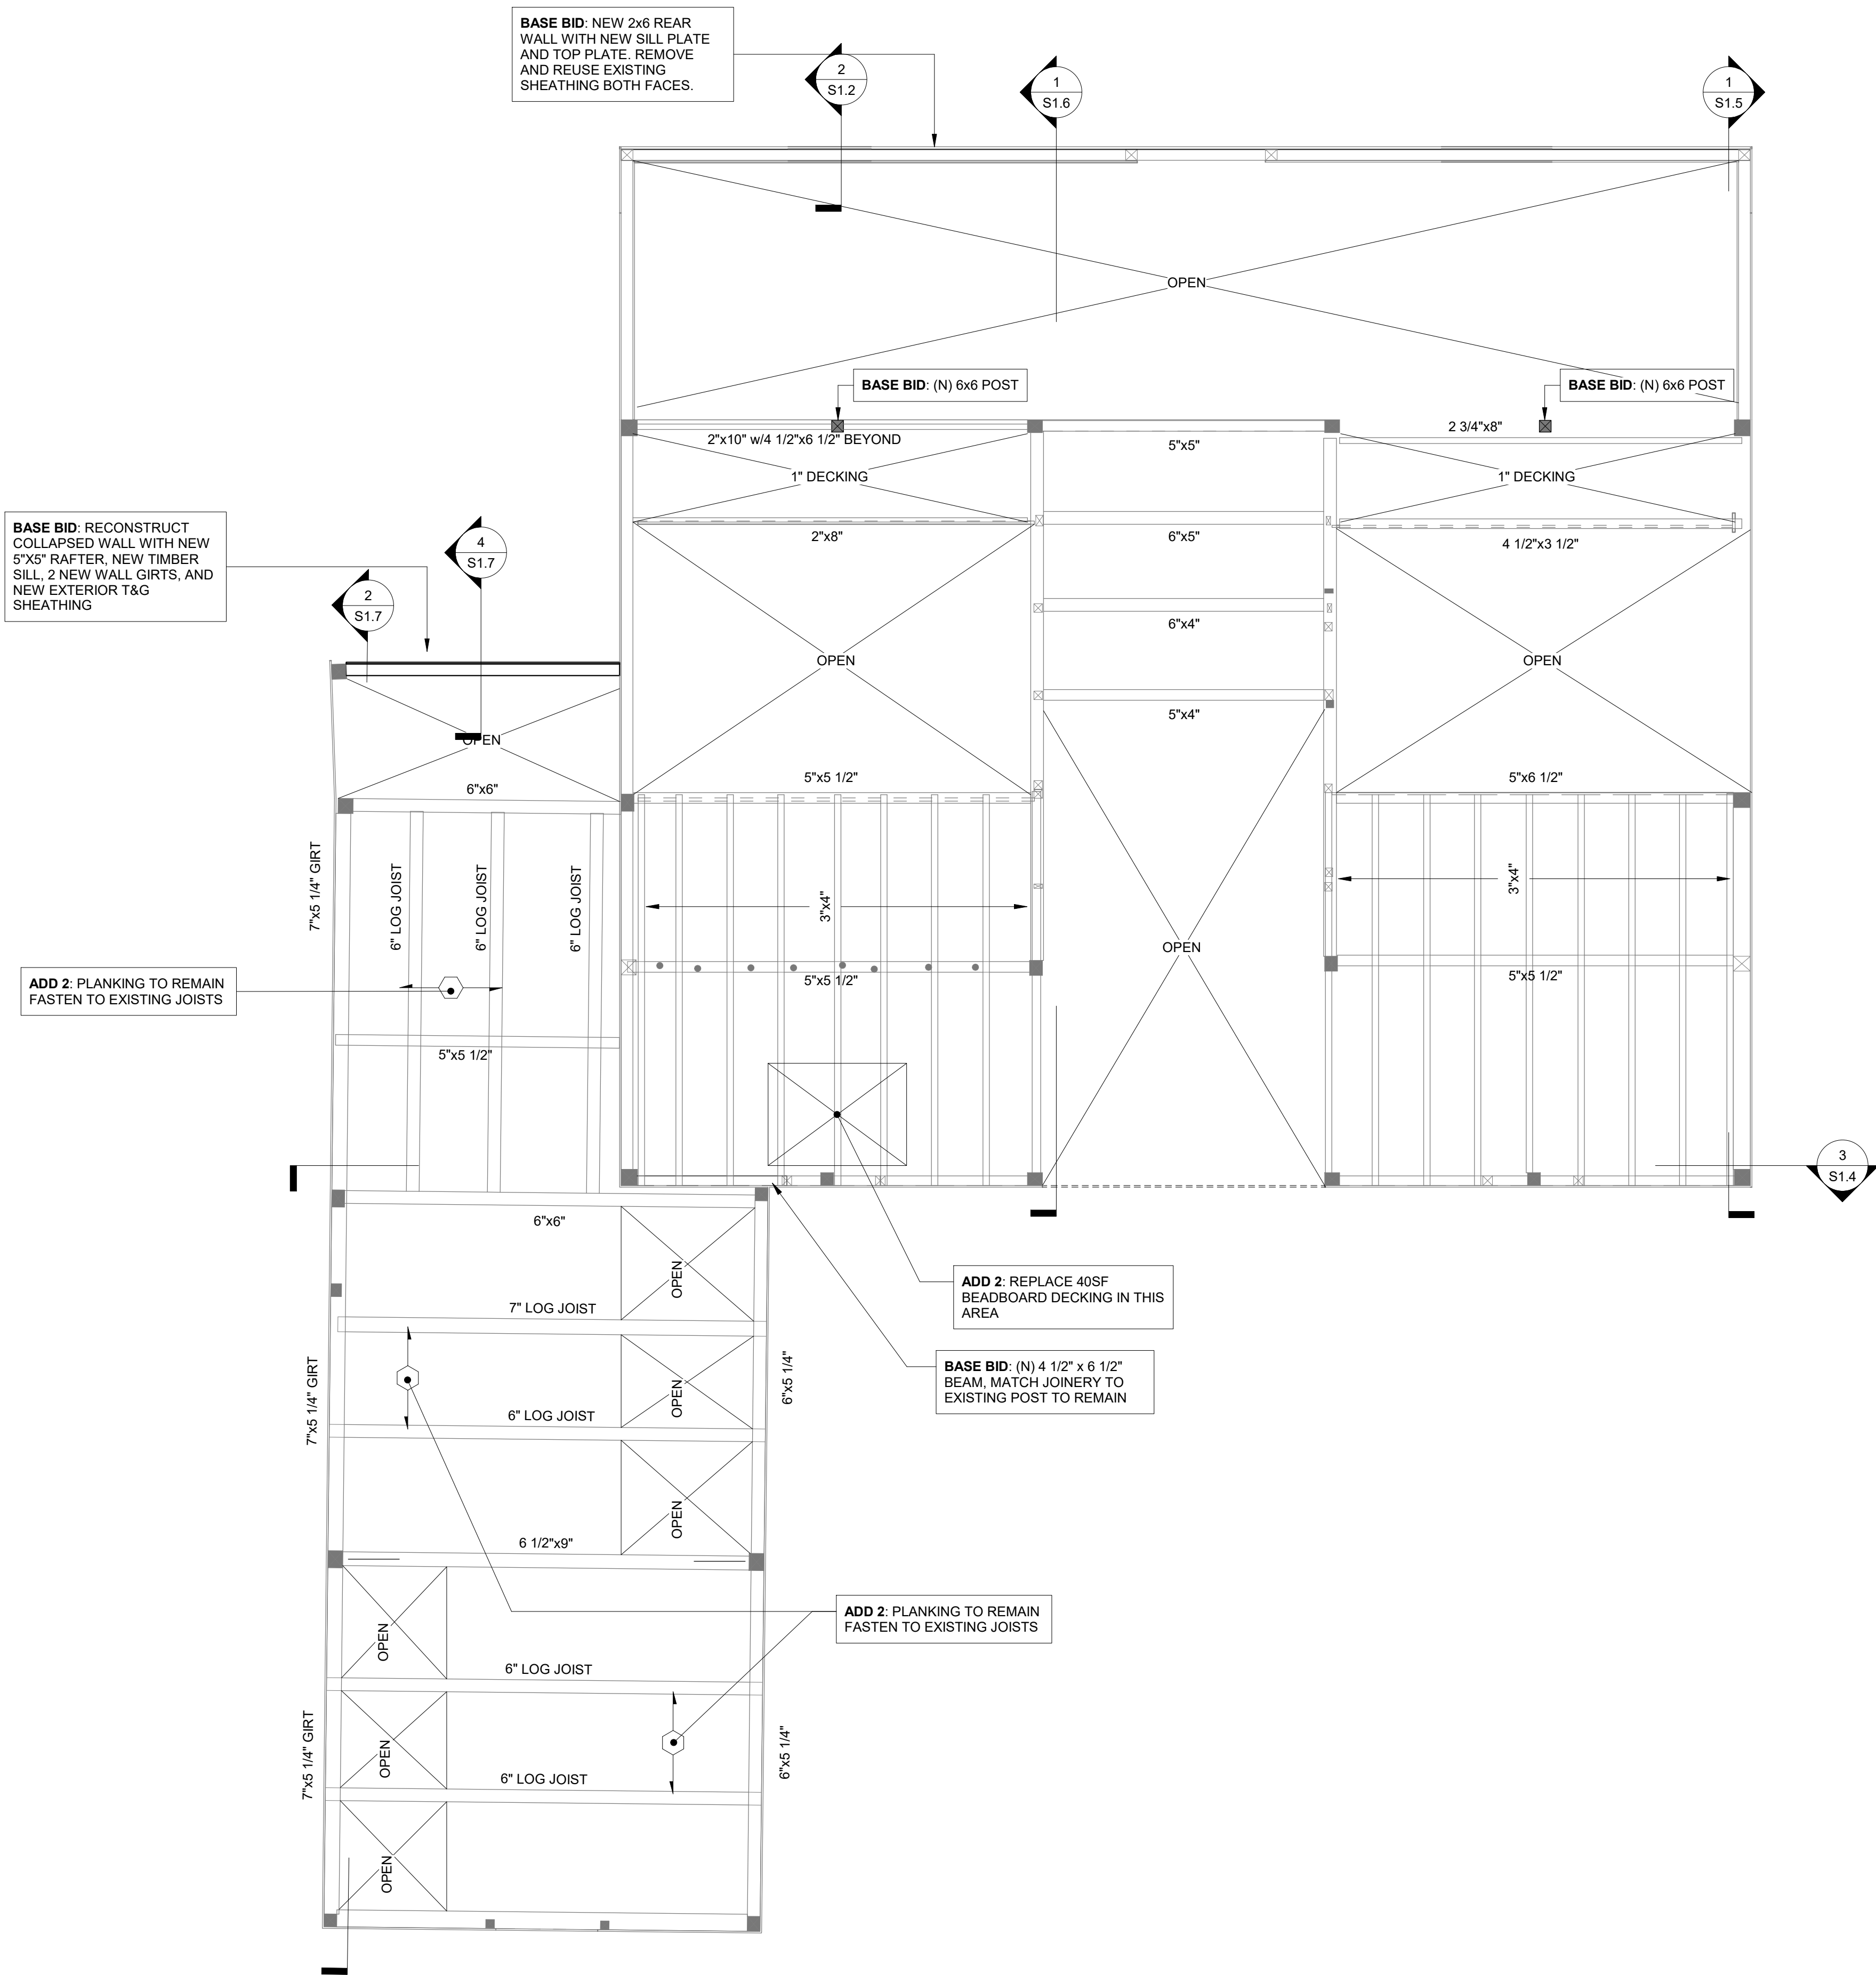 BASE BID: NEW 2x6 REAR
WALL WITH NEW SILL PLATE
AND TOP PLATE. REMOVE
AND REUSE EXISTING
SHEATHING BOTH FACES.
2
S1.2
1
S1.6
1
S1.5
OPEN
BASE BID: (N) 6x6 POST
BASE BID: (N) 6x6 POST
2"x10" w/4 1/2"x6 1/2" BEYOND
5"x5"
2 3/4"x8"
1" DECKING
1" DECKING
2"x8"
6"x5"
4 1/2"x3 1/2"
BASE BID: RECONSTRUCT
COLLAPSED WALL WITH NEW
5"X5" RAFTER, NEW TIMBER
SILL, 2 NEW WALL GIRTS, AND
NEW EXTERIOR T&G
SHEATHING
4
S1.7
2
S1.7
6"x4"
OPEN
OPEN
5"x4"
OPEN
6"x6"
5"x5 1/2"
5"x6 1/2"
7"x5 1/4" GIRT
6" LOG JOIST
6" LOG JOIST
6" LOG JOIST
3"x4"
3"x4"
OPEN
ADD 2: PLANKING TO REMAIN
FASTEN TO EXISTING JOISTS
5"x5 1/2"
5"x5 1/2"
5"x5 1/2"
3
S1.4
6"x6"
OPEN
ADD 2: REPLACE 40SF
BEADBOARD DECKING IN THIS
AREA
7" LOG JOIST
BASE BID: (N) 4 1/2" x 6 1/2"
BEAM, MATCH JOINERY TO
EXISTING POST TO REMAIN
7"x5 1/4" GIRT
OPEN
6"x5 1/4"
6" LOG JOIST
OPEN
6 1/2"x9"
ADD 2: PLANKING TO REMAIN
FASTEN TO EXISTING JOISTS
OPEN
6" LOG JOIST
7"x5 1/4" GIRT
OPEN
6"x5 1/4"
6" LOG JOIST
OPEN